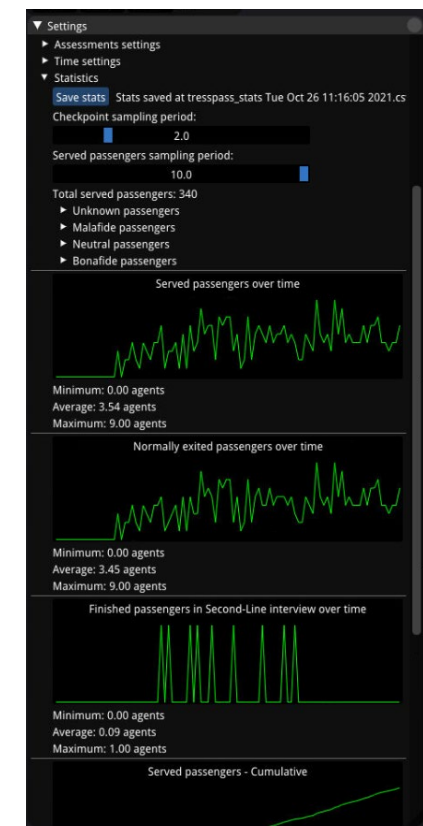 Settings
Assessments settings
Time settings
Statistics
Save stats Stats saved at tresspass_stats Tue Oct 26 11:16:05 2021.cs
Checkpoint sampling period:
2.0
Served passengers sampling period:
10.0
Total served passengers: 340
Unknown passengers
Malafide passengers
Neutral passengers
Bonafide passengers
Served passengers over time
Minimum: 0.00 agents
Average: 3.54 agents
Maximum: 9.00 agents
Normally exited passengers over time
Minimum: 0.00 agents
Average: 3.45 agents
Maximum: 9.00 agents
Finished passengers in Second-Line interview over time
Minimum: 0.00 agents
Average: 0.09 agents
Maximum: 1.00 agents
Served passengers - Cumulative